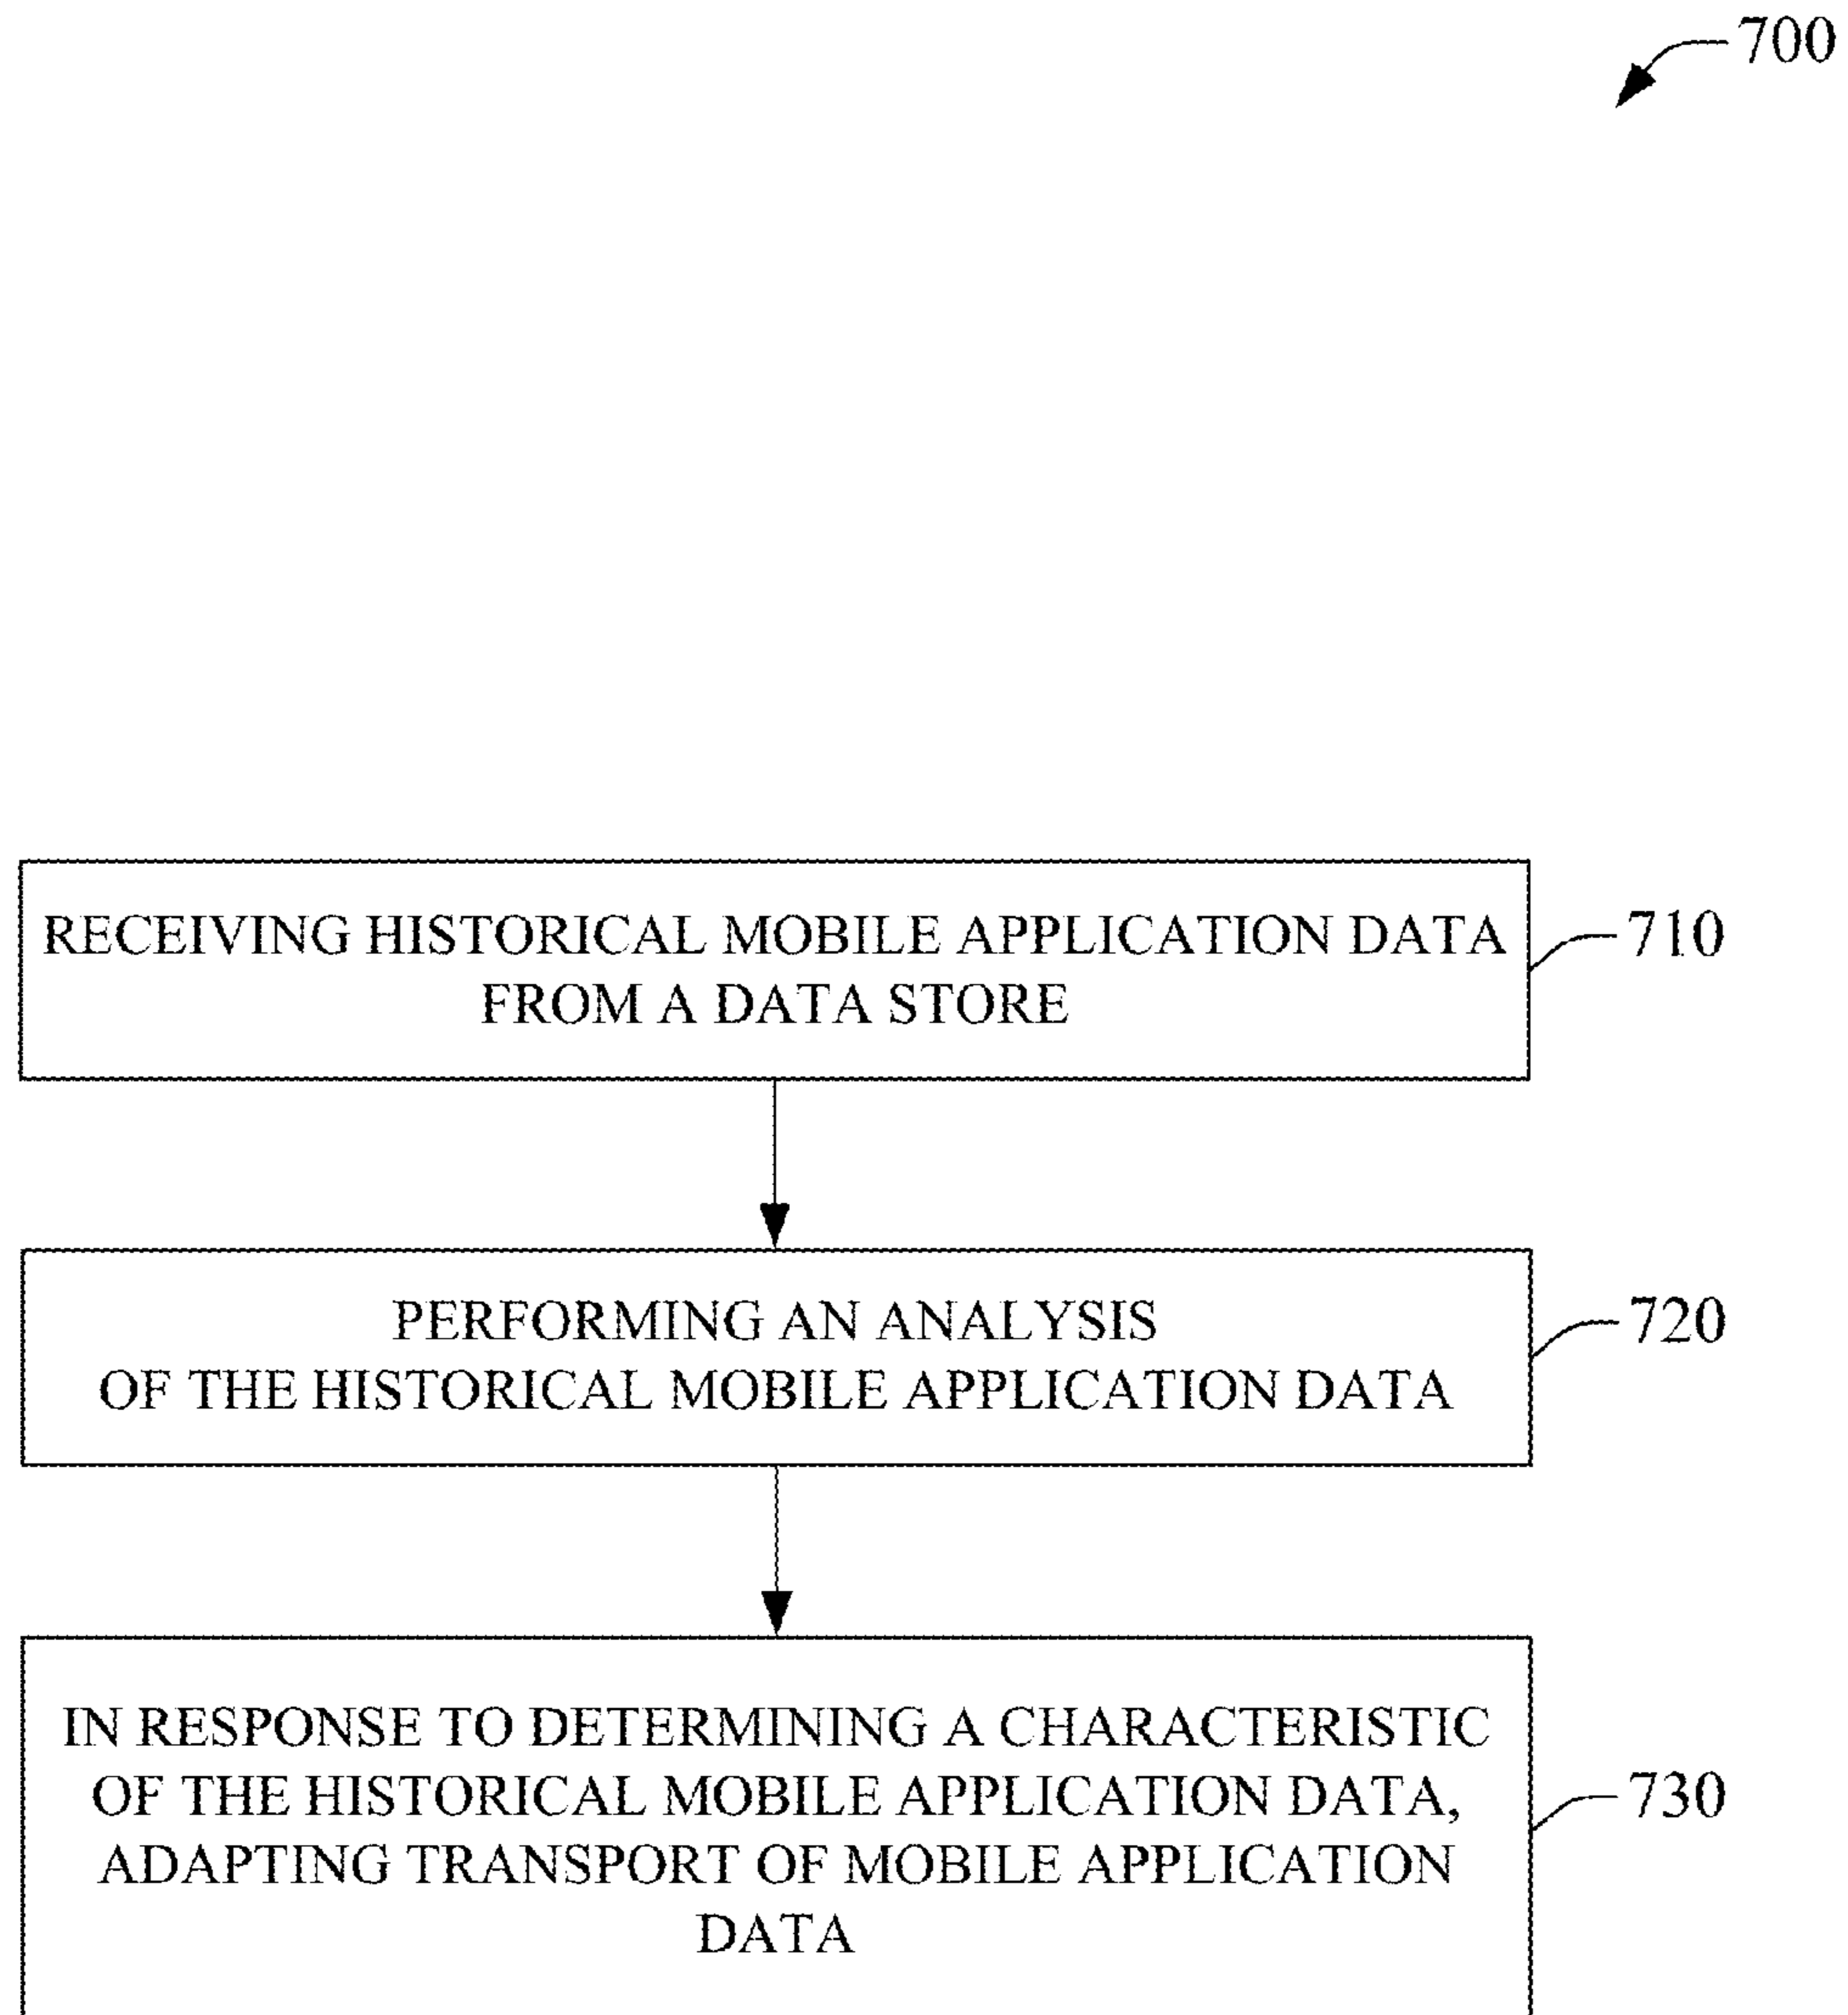 700
RECEIVING HISTORICAL MOBILE APPLICATION DATA
FROM A DATA STORE
710
PERFORMING AN ANALYSIS
OF THE HISTORICAL MOBILE APPLICATION DATA
720
IN RESPONSE TO DETERMINING A CHARACTERISTIC
OF THE HISTORICAL MOBILE APPLICATION DATA,
ADAPTING TRANSPORT OF MOBILE APPLICATION
DATA
730